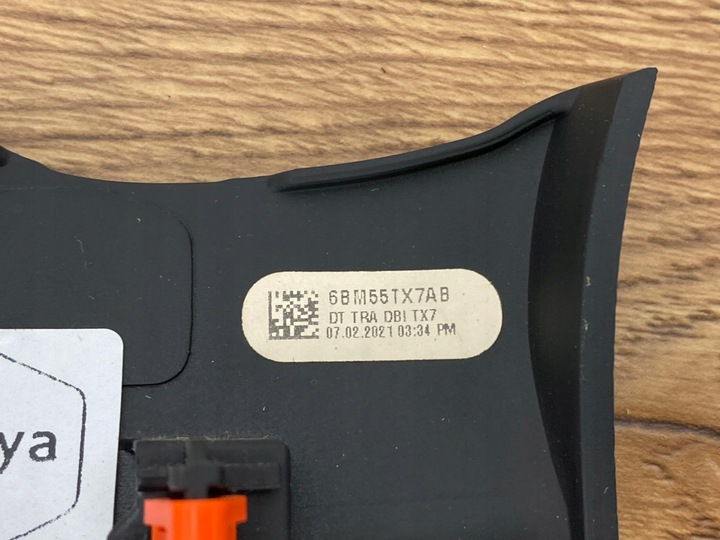 6BM55TX7AB
DT TRA DBI TX7
07.02.2021 03:34 PM
ya